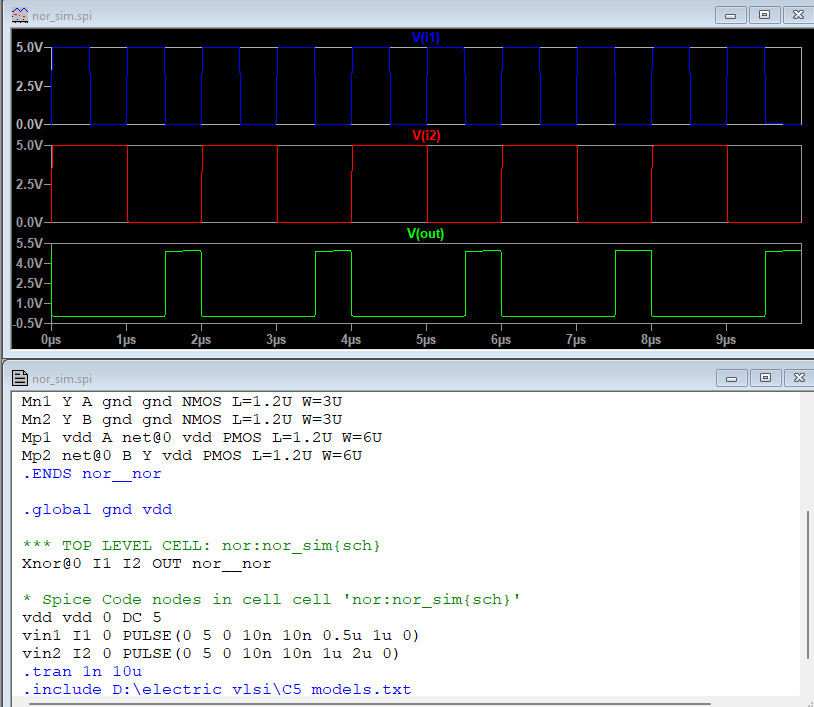 nor_sim.spi
V(i1)
5.0V
2.5V
0.0V
V(i2)
5.0V
2.5V
0.0V
V(out)
5.5V
4.0V
2.5V
1.0V
-0.5V
0µs 1µs 2µs 3µs 4µs 5µs 6µs 7µs 8µs 9µs
nor_sim.spi
Mn1 Y A gnd gnd NMOS L=1.2U W=3U
Mn2 Y B gnd gnd NMOS L=1.2U W=3U
Mp1 vdd A net@0 vdd PMOS L=1.2U W=6U
Mp2 net@0 B Y vdd PMOS L=1.2U W=6U
.ENDS nor__nor
.global gnd vdd
*** TOP LEVEL CELL: nor:nor_sim{sch}
Xnor@0 I1 I2 OUT nor__nor
* Spice Code nodes in cell cell 'nor:nor_sim{sch}'
vdd vdd 0 DC 5
vin1 I1 0 PULSE(0 5 0 10n 10n 0.5u 1u 0)
vin2 I2 0 PULSE(0 5 0 10n 10n 1u 2u 0)
.tran 1n 10u
.include D:\electric vlsi\C5 models.txt